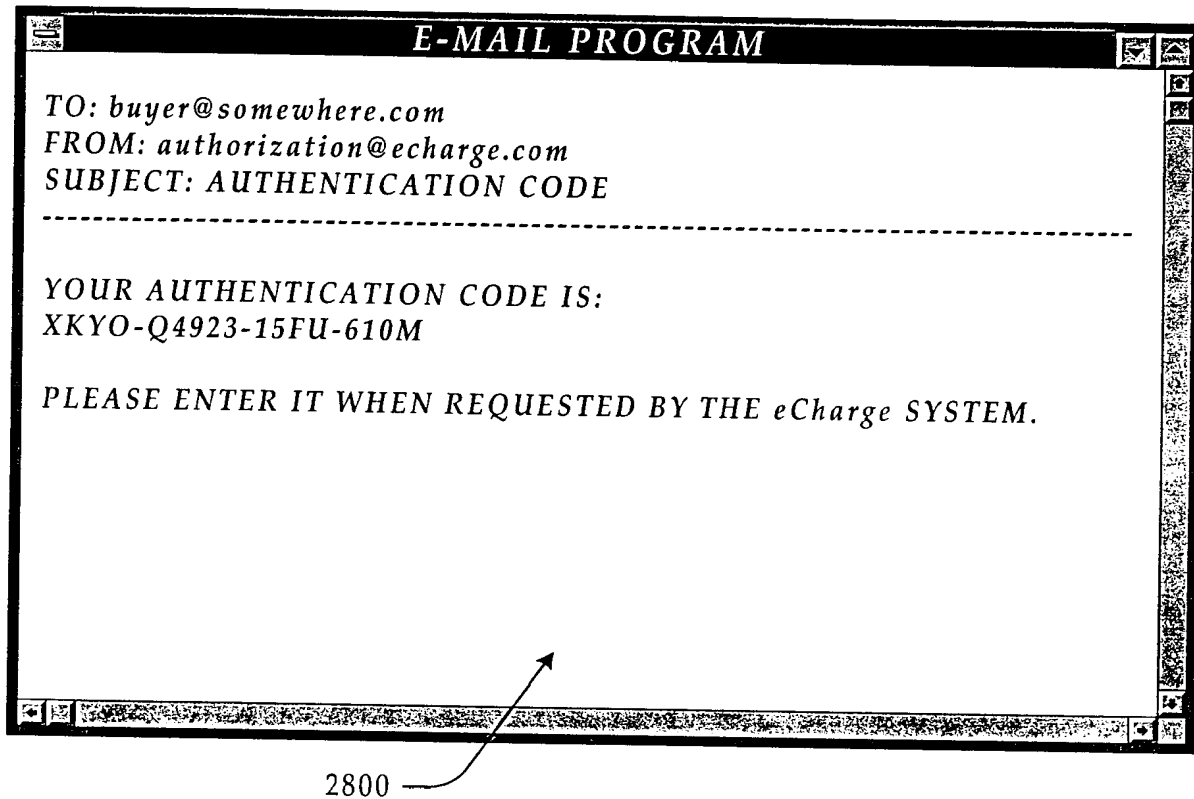 E-MAIL PROGRAM
TO: buyer@somewhere.com
FROM: authorization@echarge.com
SUBJECT: AUTHENTICATION CODE
YOUR AUTHENTICATION CODE IS:
XKYO-Q4923-15FU-610M
PLEASE ENTER IT WHEN REQUESTED BY THE eCharge SYSTEM.
2800